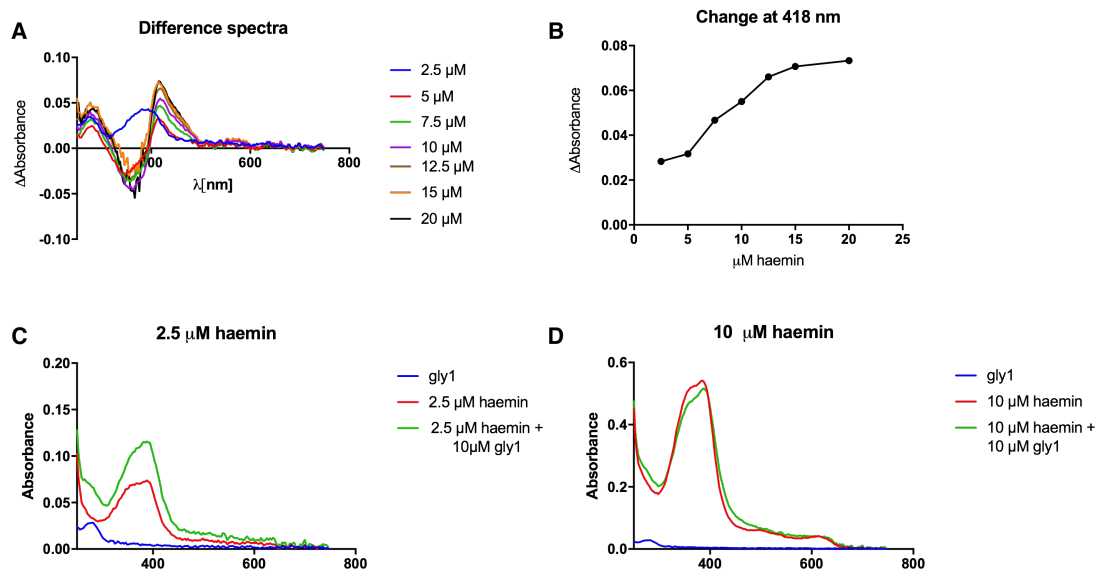 A
Difference spectra
0.10
0.05
0.00
-0.05
-0.10
ΔAbsorbance
400
600
800
λ[nm]
2.5 µM
5 µM
7.5 µM
10 µM
12.5 µM
15 µM
20 µM
B
Change at 418 nm
0.08
0.06
0.04
0.02
0.00
ΔAbsorbance
0
5
10
15
20
25
µM haemin
C
2.5 µM haemin
0.20
0.15
0.10
0.05
0.00
Absorbance
400
600
800
gly1
2.5 µM haemin
2.5 µM haemin +
10µM gly1
D
10 µM haemin
0.6
0.4
0.2
0.0
Absorbance
400
600
800
gly1
10 µM haemin
10 µM haemin +
10 µM gly1